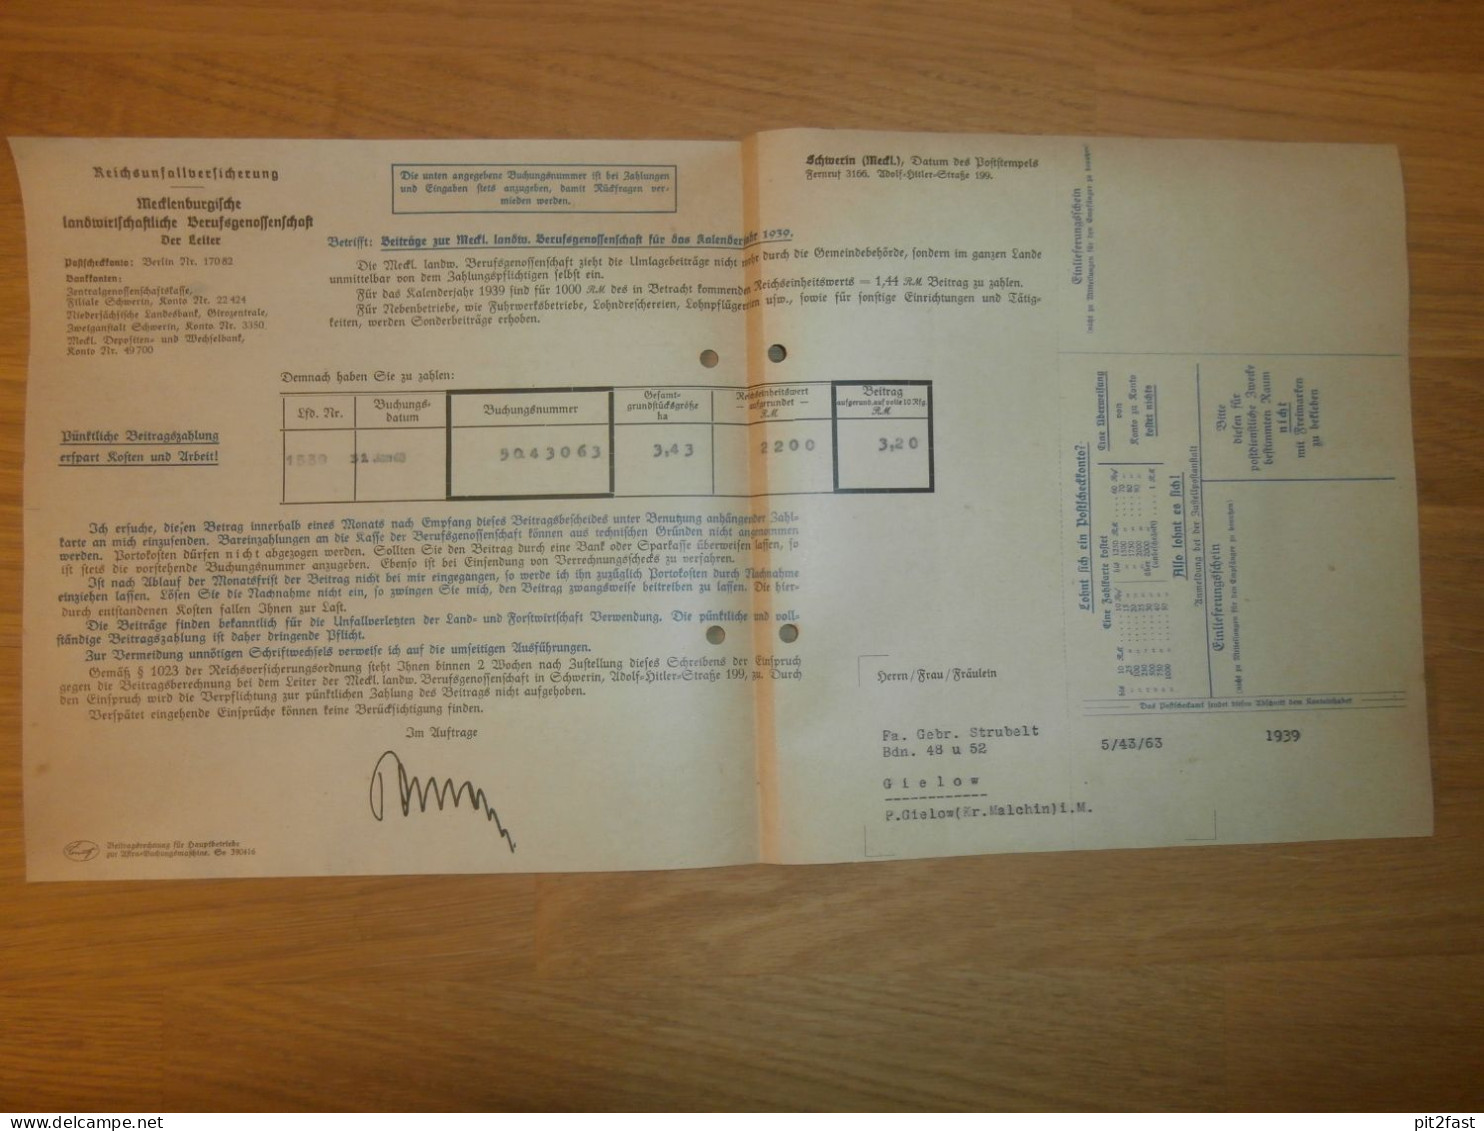 Reichsunfallversicherung
Mecklenburgische
landwirtschaftliche Berufsgenossenschaft
Der Leiter
Postscheckkonto: Berlin Nr. 17082
Bankkonten:
Zentralgenossenschaftskasse,
Filiale Schwerin, Konto Nr. 22424
Niedersächsische Landesbank, Girozentrale,
Zweiganstalt Schwerin, Konto Nr. 3350
Meckl. Depositen- und Wechselbank,
Konto Nr. 49700
Die unten angegebene Buchungsnummer ist bei Zahlungen
und Eingaben stets anzugeben, damit Rückfragen ver-
mieden werden.
Schwerin (Meckl.), Datum des Poststempels
Fernruf 3166. Adolf-Hitler-Straße 199.
Betrifft: Beiträge zur Meckl. landw. Berufsgenossenschaft für das Kalenderjahr 1939.
Die Meckl. landw. Berufsgenossenschaft zieht die Umlagebeiträge nicht mehr durch die Gemeindebehörde, sondern im ganzen Lande
unmittelbar von dem Zahlungspflichtigen selbst ein.
Für das Kalenderjahr 1939 sind für 1000 RM des in Betracht kommenden Reichseinheitswerts = 1,44 RM Beitrag zu zahlen.
Für Nebenbetriebe, wie Fuhrwerksbetriebe, Lohndreschereien, Lohnpflügereien usw., sowie für sonstige Einrichtungen und Tätig-
keiten, werden Sonderbeiträge erhoben.
Demnach haben Sie zu zahlen:
Pünktliche Beitragszahlung
erspart Kosten und Arbeit!
Lfd. Nr. Buchungs-datum Buchungsnummer Gesamt-grundstücksgröße ha Reichseinheitswert — aufgerundet — RM Beitrag aufgerund. auf volle 10 Rpf. RM
5043063 3,43 2200 3,20
Ich ersuche, diesen Betrag innerhalb eines Monats nach Empfang dieses Beitragsbescheides unter Benutzung anhängender Zahl-
karte an mich einzusenden. Bareinzahlungen an die Kasse der Berufsgenossenschaft können aus technischen Gründen nicht angenommen
werden. Portokosten dürfen nicht abgezogen werden. Sollten Sie den Beitrag durch eine Bank oder Sparkasse überweisen lassen, so
ist stets die vorstehende Buchungsnummer anzugeben. Ebenso ist bei Einsendung von Verrechnungsschecks zu verfahren.
Ist nach Ablauf der Monatsfrist der Beitrag nicht bei mir eingegangen, so werde ich ihn zuzüglich Portokosten durch Nachnahme
einziehen lassen. Lösen Sie die Nachnahme nicht ein, so zwingen Sie mich, den Beitrag zwangsweise beitreiben zu lassen. Die hier-
durch entstandenen Kosten fallen Ihnen zur Last.
Die Beiträge finden bekanntlich für die Unfallverletzten der Land- und Forstwirtschaft Verwendung. Die pünktliche und voll-
ständige Beitragszahlung ist daher dringende Pflicht.
Zur Vermeidung unnötigen Schriftwechsels verweise ich auf die umseitigen Ausführungen.
Gemäß § 1023 der Reichsversicherungsordnung steht Ihnen binnen 2 Wochen nach Zustellung dieses Schreibens der Einspruch
gegen die Beitragsberechnung bei dem Leiter der Meckl. landw. Berufsgenossenschaft in Schwerin, Adolf-Hitler-Straße 199, zu. Durch
den Einspruch wird die Verpflichtung zur pünktlichen Zahlung des Beitrags nicht aufgehoben.
Verspätet eingehende Einsprüche können keine Berücksichtigung finden.
Im Auftrage
Beitragsrechnung für Hauptbetriebe
Herrn/Frau/Fräulein
Fa. Gebr. Strubelt
Bdn. 48 u 52
Gielow
P.Gielow(Kr.Malchin)i.M.
Einlieferungsschein
Lohnt sich ein Postscheckkonto?
Eine Zahlkarte kostet
Eine Überweisung
von
Konto zu Konto
kostet nichts
Also lohnt es sich!
Anmeldung bei der Zustellpostanstalt
Bitte
diesen für
postdienstliche Zwecke
bestimmten Raum
nicht
mit Freimarken
zu bekleben
Einlieferungsschein
Das Postscheckamt sendet diesen Abschnitt dem Kontoinhaber
5/43/63 1939
delcampe.net
pit2fast